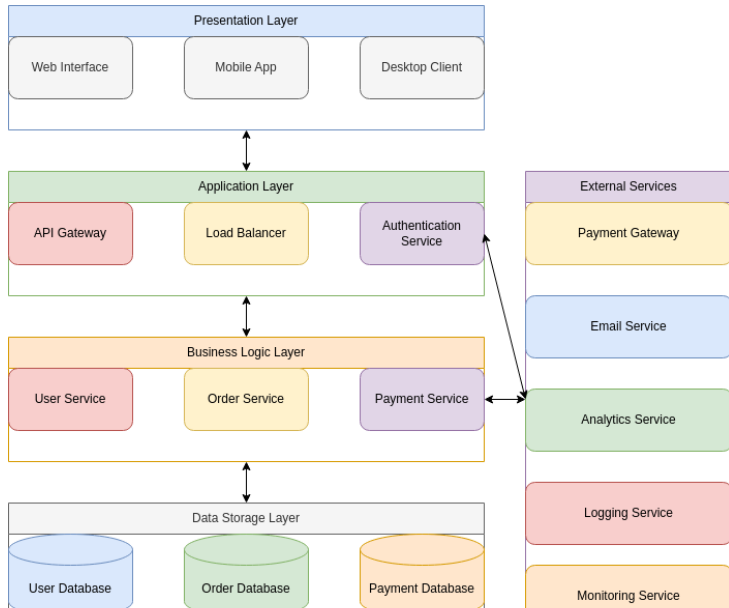 Presentation Layer
Web Interface
Mobile App
Desktop Client
Application Layer
API Gateway
Load Balancer
Authentication
Service
Business Logic Layer
User Service
Order Service
Payment Service
Data Storage Layer
User Database
Order Database
Payment Database
External Services
Payment Gateway
Email Service
Analytics Service
Logging Service
Monitoring Service